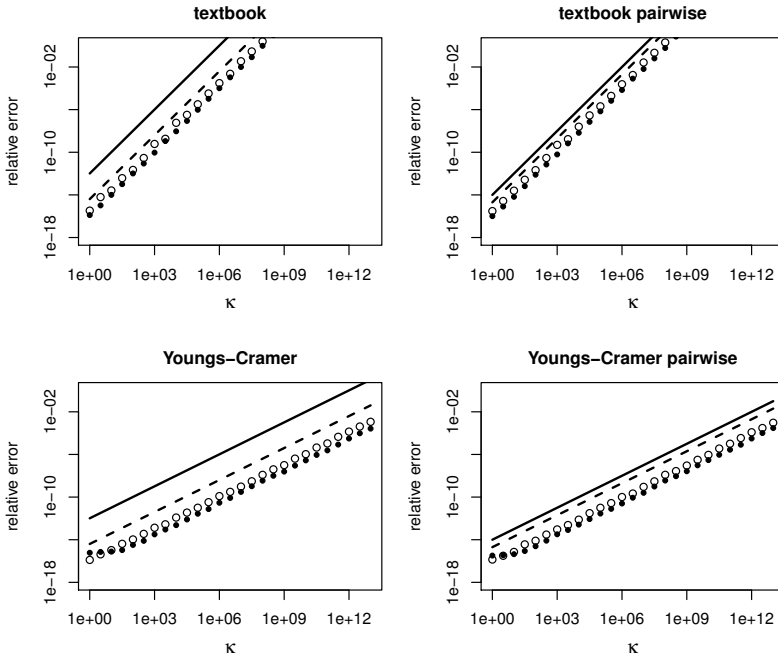 textbook
relative error
1e-02
1e-10
1e-18
1e+00 1e+03 1e+06 1e+09 1e+12
κ
textbook pairwise
relative error
1e-02
1e-10
1e-18
1e+00 1e+03 1e+06 1e+09 1e+12
κ
Youngs−Cramer
relative error
1e-02
1e-10
1e-18
1e+00 1e+03 1e+06 1e+09 1e+12
κ
Youngs−Cramer pairwise
relative error
1e-02
1e-10
1e-18
1e+00 1e+03 1e+06 1e+09 1e+12
κ